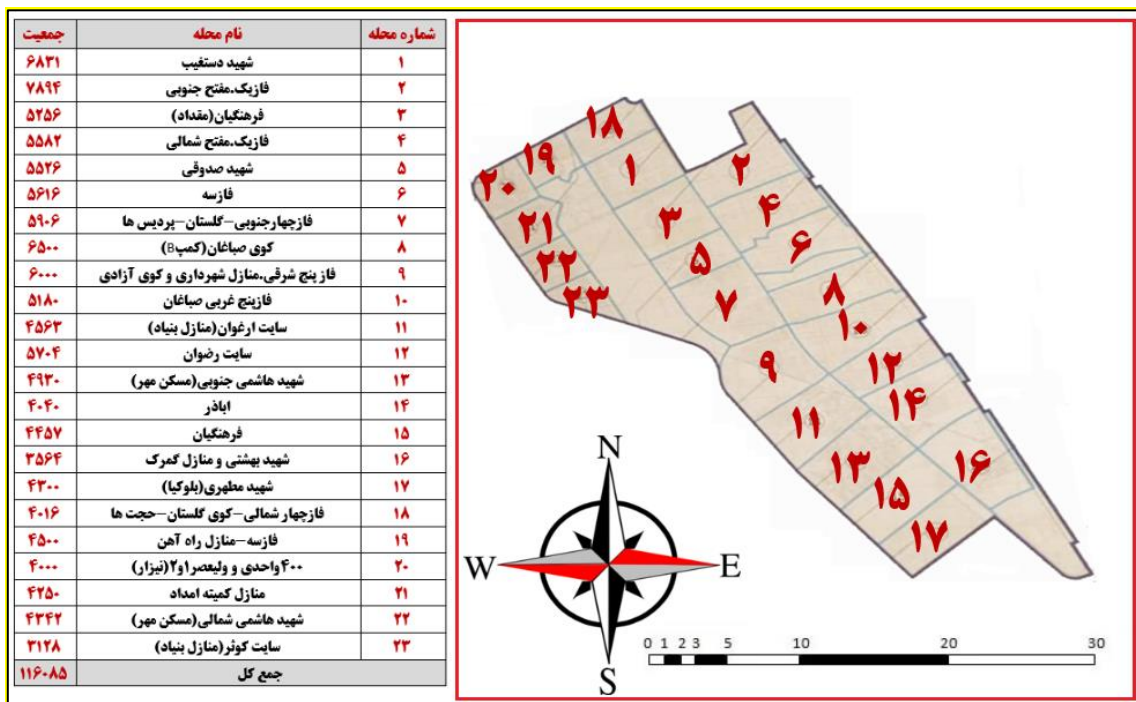 شماره محله نام محله جمعیت
۱ شهید دستغیب ۶۸۳۱
۲ فازیک.مفتح جنوبی ۷۸۹۴
۳ فرهنگیان(مقداد) ۵۲۵۶
۴ فازیک.مفتح شمالی ۵۵۸۲
۵ شهید صدوقی ۵۵۲۶
۶ فازسه ۵۶۱۶
۷ فازچهارجنوبی-گلستان-پردیس ها ۵۹۰۶
۸ کوی صباغان(کمپB) ۶۵۰۰
۹ فاز پنج شرقی.منازل شهرداری و کوی آزادی ۶۰۰۰
۱۰ فازپنج غربی صباغان ۵۱۸۰
۱۱ سایت ارغوان(منازل بنیاد) ۴۵۶۳
۱۲ سایت رضوان ۵۷۰۴
۱۳ شهید هاشمی جنوبی(مسکن مهر) ۴۹۳۰
۱۴ اباذر ۴۰۴۰
۱۵ فرهنگیان ۴۴۵۷
۱۶ شهید بهشتی و منازل گمرک ۳۵۶۴
۱۷ شهید مطهری(بلوکیا) ۴۳۰۰
۱۸ فازچهار شمالی-کوی گلستان-حجت ها ۴۰۱۶
۱۹ فازسه-منازل راه آهن ۴۵۰۰
۲۰ ۴۰۰واحدی و ولیعصر۱و۲(نیزار) ۴۰۰۰
۲۱ منازل کمیته امداد ۴۲۵۰
۲۲ شهید هاشمی شمالی(مسکن مهر) ۴۳۴۲
۲۳ سایت کوثر(منازل بنیاد) ۳۱۲۸
جمع کل ۱۱۶۰۸۵
۱۸
۱۹
۱
۲
۲۰
۳
۴
۲۱
۵
۶
۲۲
۲۳
۷
۸
۱۰
۹
۱۲
۱۴
۱۱
۱۳
۱۶
۱۵
۱۷
N
W E
S
0 1 2 3 5 10 20 30